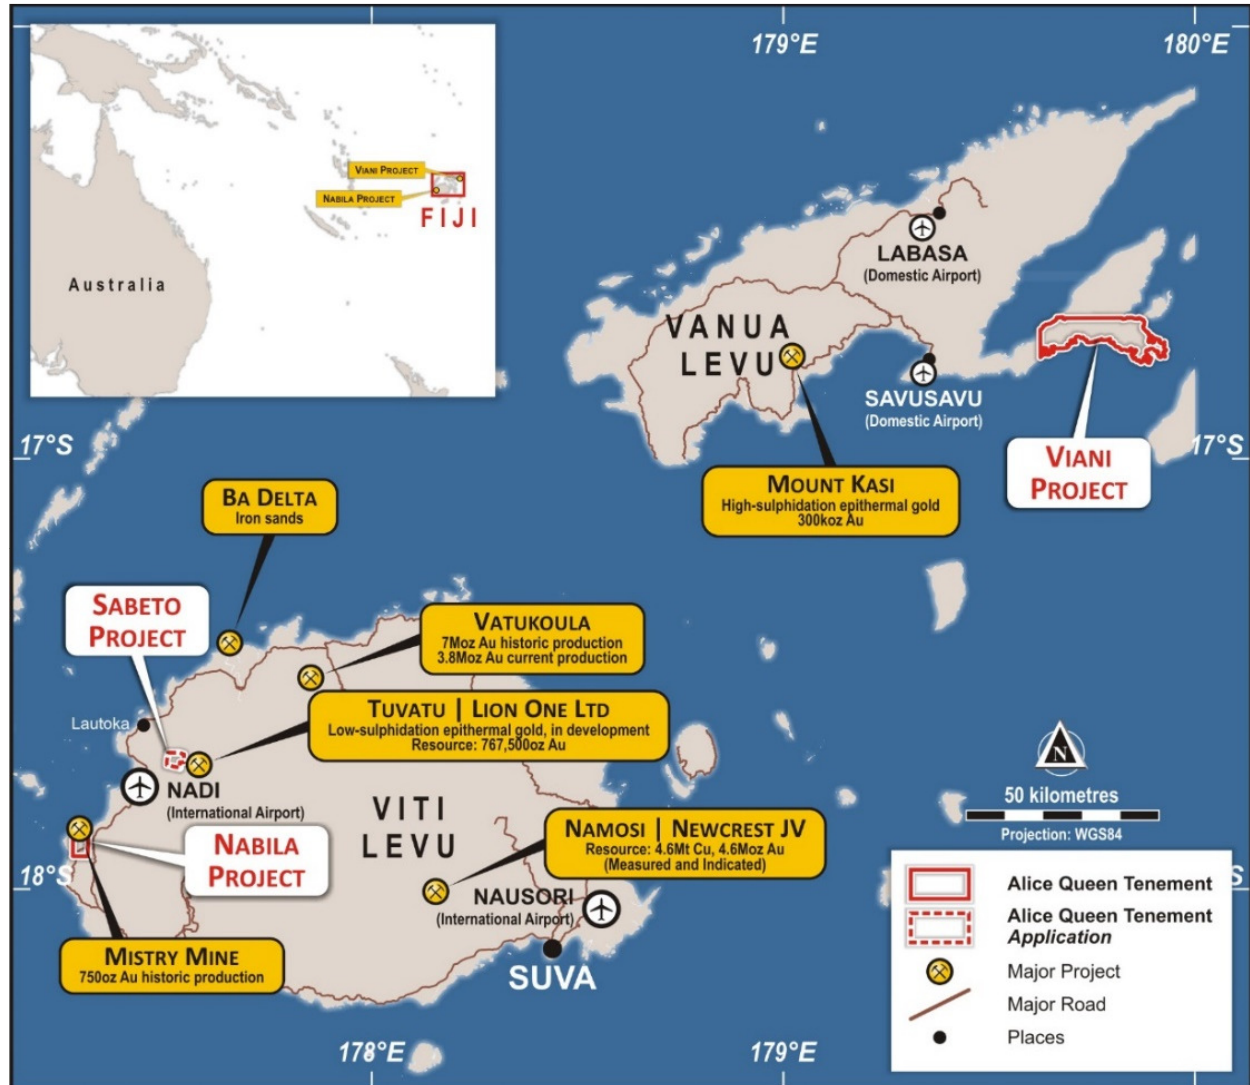 179°E
180°E
VIANI PROJECT
NABILA PROJECT
FIJI
Australia
LABASA
(Domestic Airport)
VANUA
LEVU
SAVUSAVU
(Domestic Airport)
17°S
17°S
VIANI
PROJECT
MOUNT KASI
High-sulphidation epithermal gold
300koz Au
BA DELTA
Iron sands
SABETO
PROJECT
VATUKOULA
7Moz Au historic production
3.8Moz Au current production
Lautoka
TUVATU | LION ONE LTD
Low-sulphidation epithermal gold, in development
Resource: 767,500oz Au
NADI
(International Airport)
VITI
LEVU
N
50 kilometres
Projection: WGS84
NABILA
PROJECT
NAMOSI | NEWCREST JV
Resource: 4.6Mt Cu, 4.6Moz Au
(Measured and Indicated)
18°S
S
NAUSORI
(International Airport)
MISTRY MINE
750oz Au historic production
SUVA
Alice Queen Tenement
Alice Queen Tenement
Application
Major Project
Major Road
Places
178°E
179°E